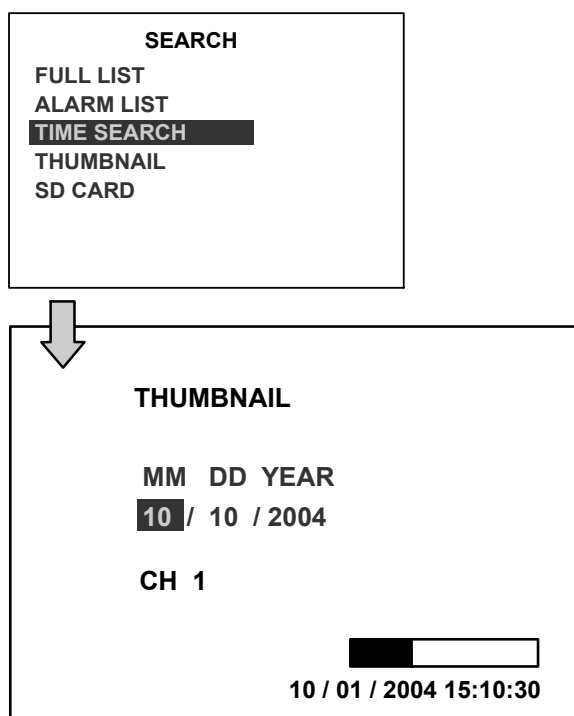 SEARCH
FULL LIST
ALARM LIST
TIME SEARCH
THUMBNAIL
SD CARD
THUMBNAIL
MM DD YEAR
10 / 10 / 2004
CH 1
10 / 01 / 2004 15:10:30